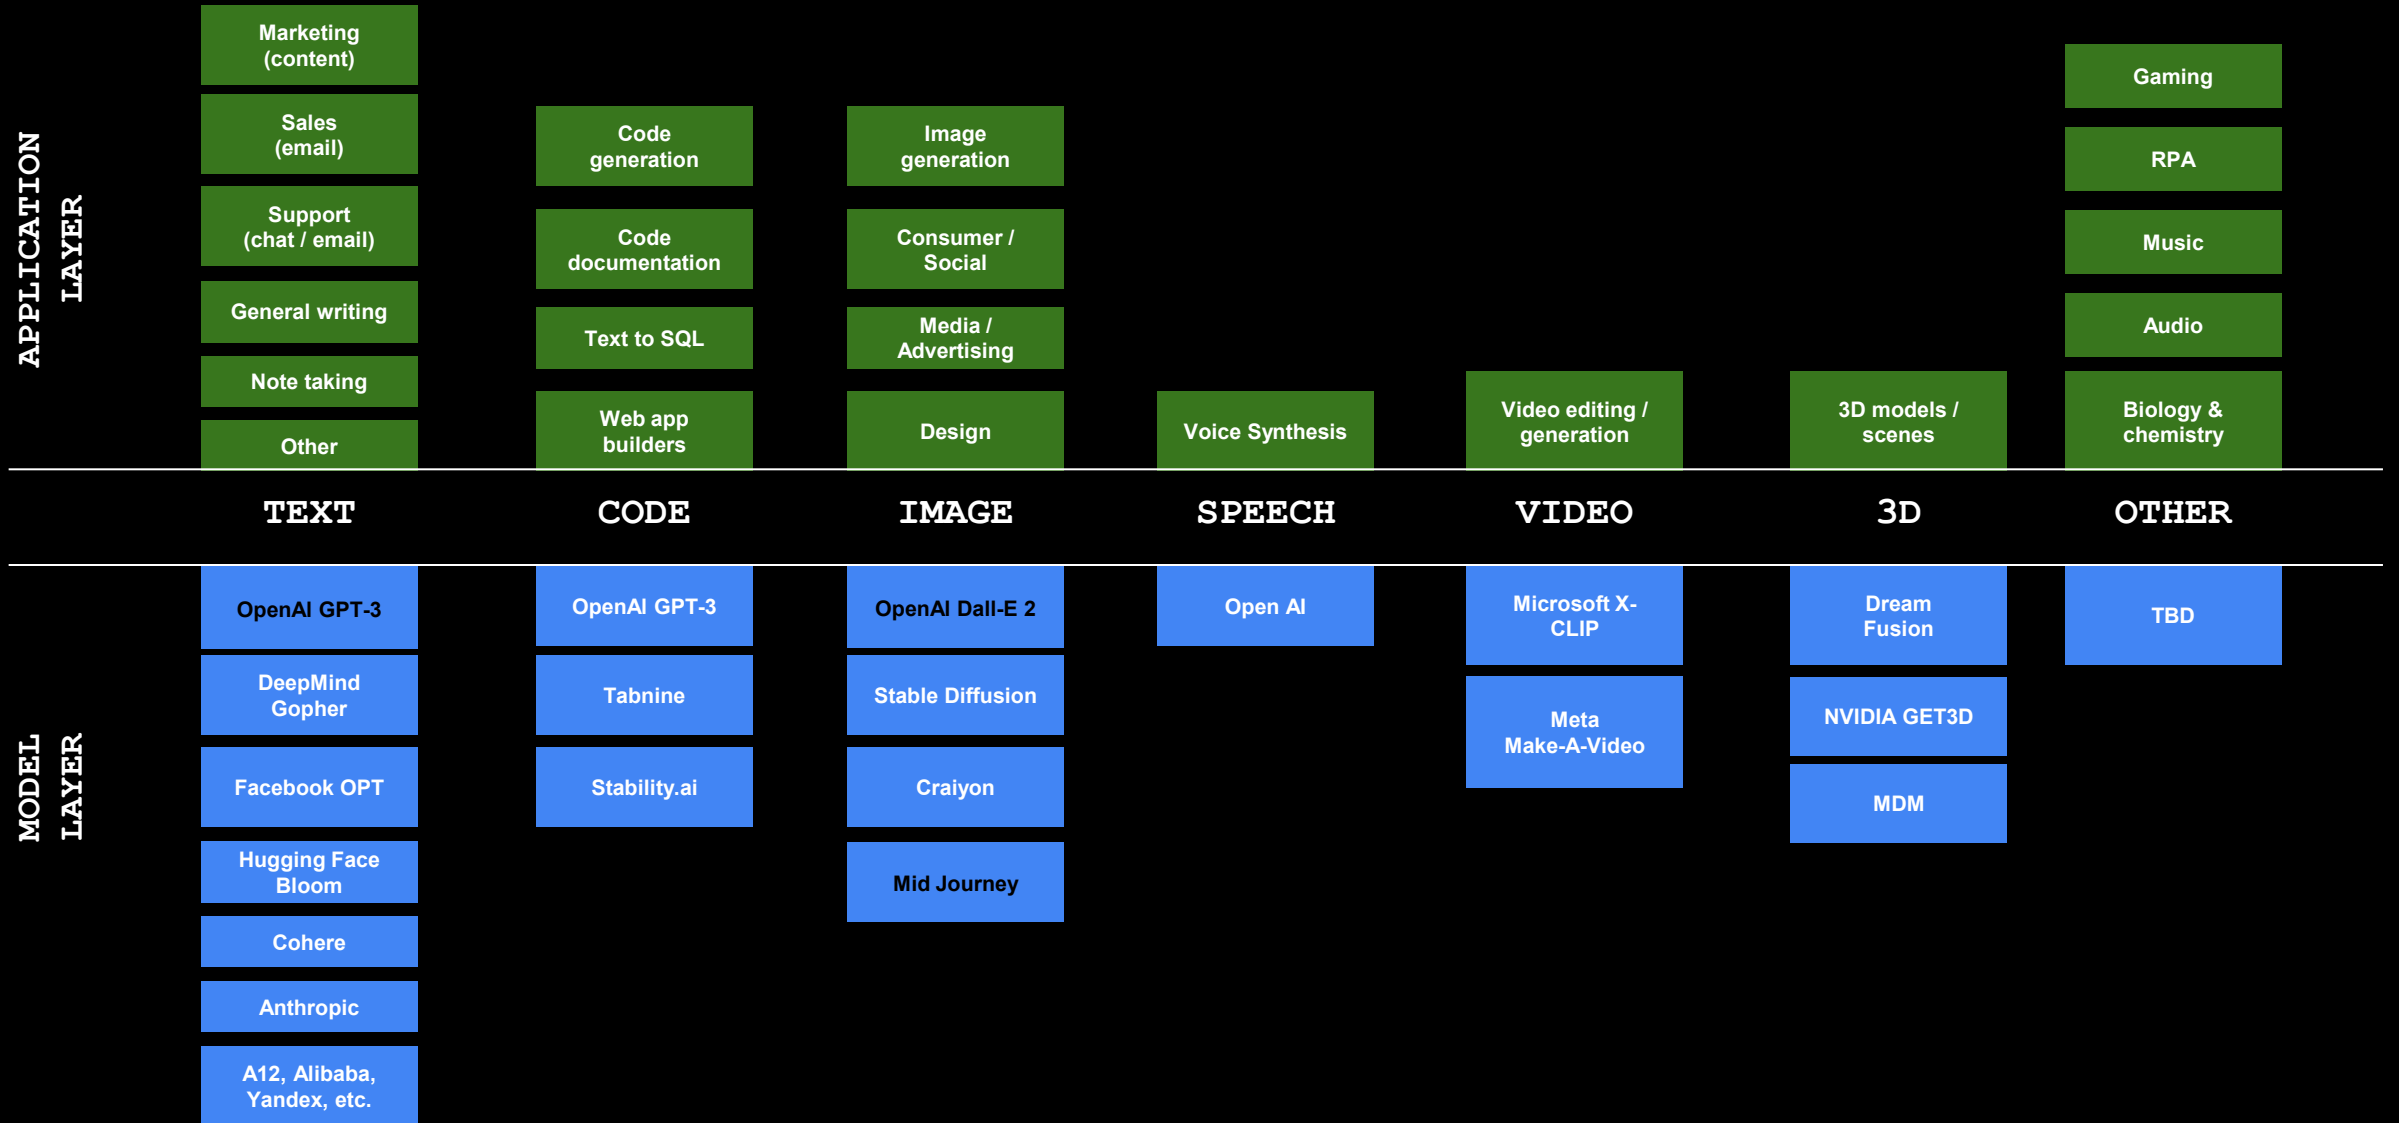 APPLICATION
LAYER
Marketing
(content)
Sales
(email)
Support
(chat / email)
General writing
Note taking
Other
Code
generation
Code
documentation
Text to SQL
Web app
builders
Image
generation
Consumer /
Social
Media /
Advertising
Design
Voice Synthesis
Video editing /
generation
3D models /
scenes
Gaming
RPA
Music
Audio
Biology &
chemistry
TEXT
CODE
IMAGE
SPEECH
VIDEO
3D
OTHER
MODEL
LAYER
OpenAI GPT-3
DeepMind
Gopher
Facebook OPT
Hugging Face
Bloom
Cohere
Anthropic
A12, Alibaba,
Yandex, etc.
OpenAI GPT-3
Tabnine
Stability.ai
OpenAI Dall-E 2
Stable Diffusion
Craiyon
Mid Journey
Open AI
Microsoft X-
CLIP
Meta
Make-A-Video
Dream
Fusion
NVIDIA GET3D
MDM
TBD